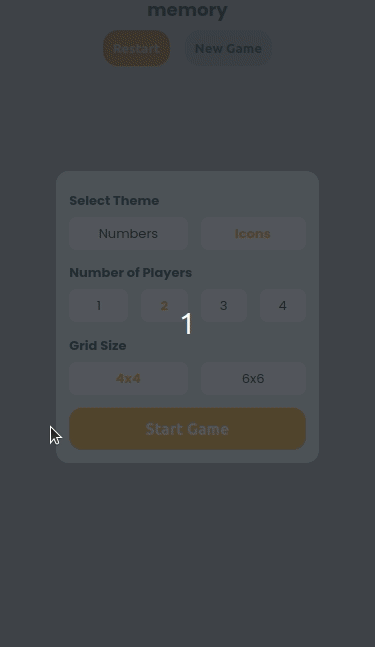 memory
Restart New Game
Select Theme
Numbers Icons
Number of Players
1 2 3 4
1
Grid Size
4x4 6x6
Start Game